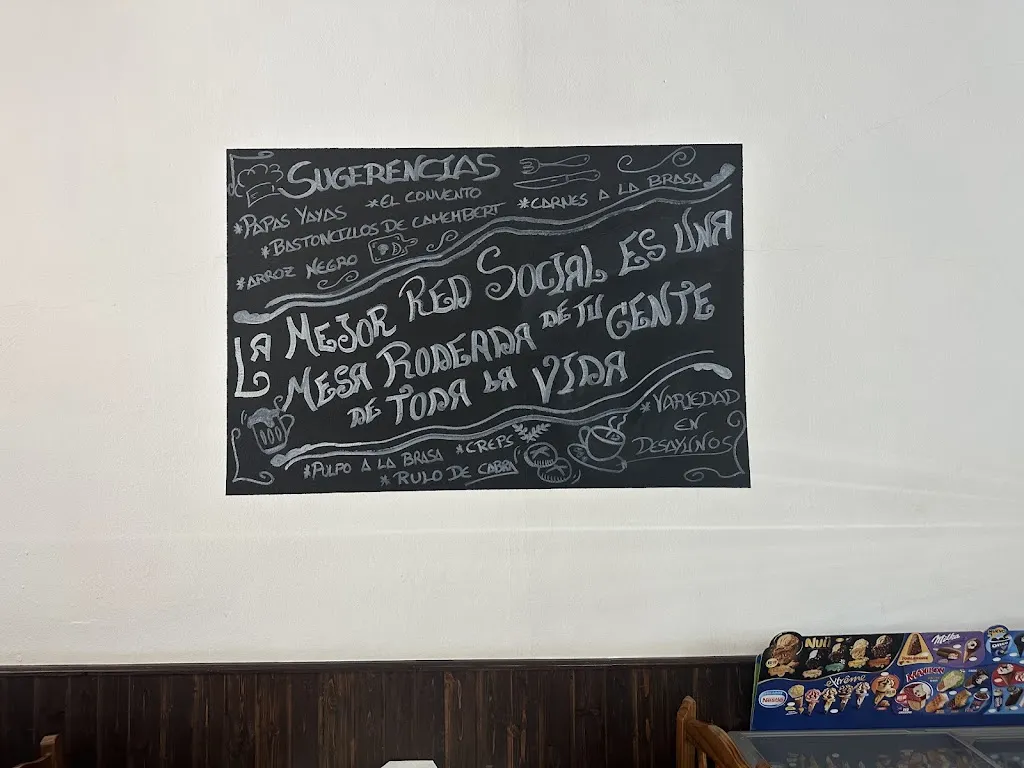 SUGERENCIAS
*PAPAS YAYAS *EL CONVENTO *CARNES A LA BRASA
*BASTONCILLOS DE CAMEMBERT
*ARROZ NEGRO
LA MEJOR RED SOCIAL ES UNA
MESA RODEADA DE TU GENTE
DE TODA LA VIDA
*VARIEDAD
EN
DESAYUNOS
*PULPO A LA BRASA *CREPS
*RULO DE CABRA
Nuii
Milka
Extrême
MAXIBON
Nestlé